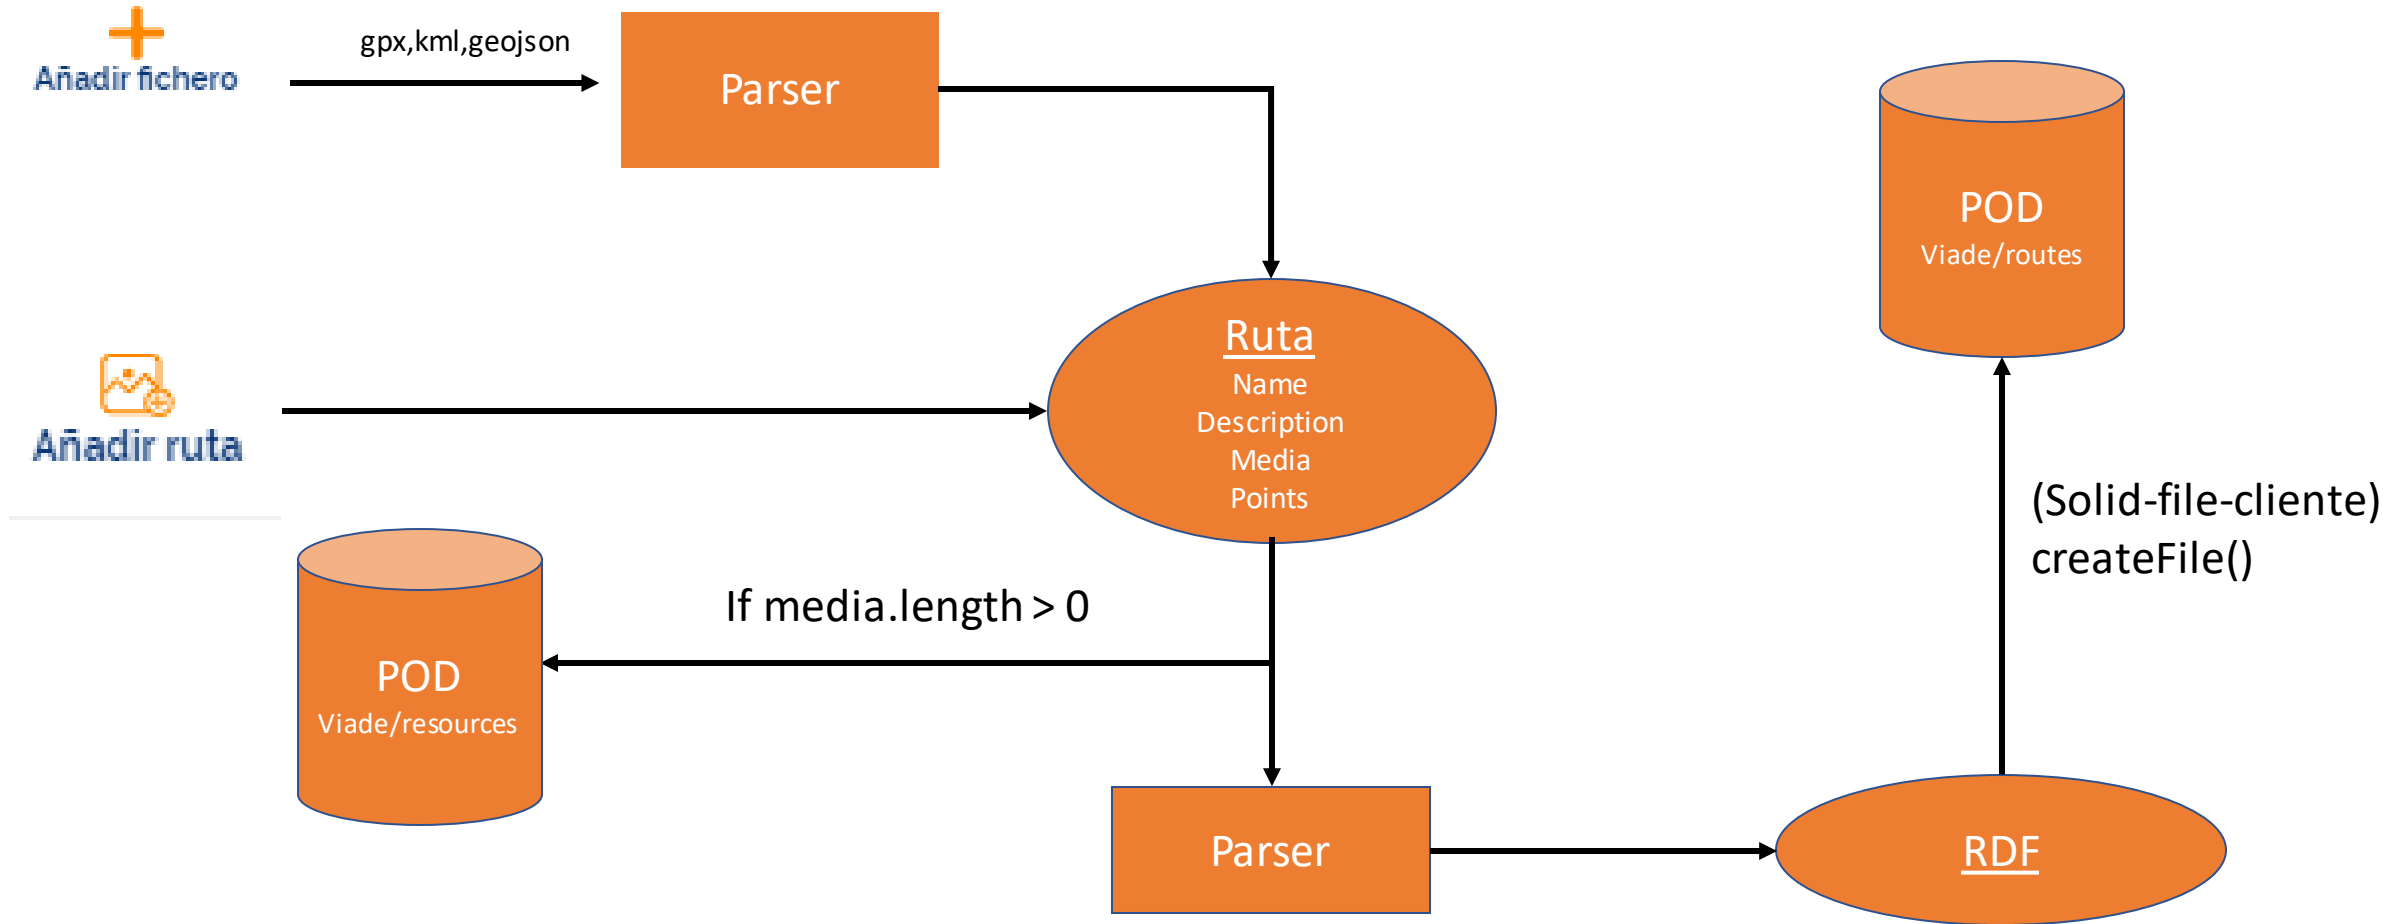 Añadir fichero
gpx,kml,geojson
Parser
POD
Viade/routes
Añadir ruta
Ruta
Name
Description
Media
Points
(Solid-file-cliente)
createFile()
If media.length > 0
POD
Viade/resources
Parser
RDF